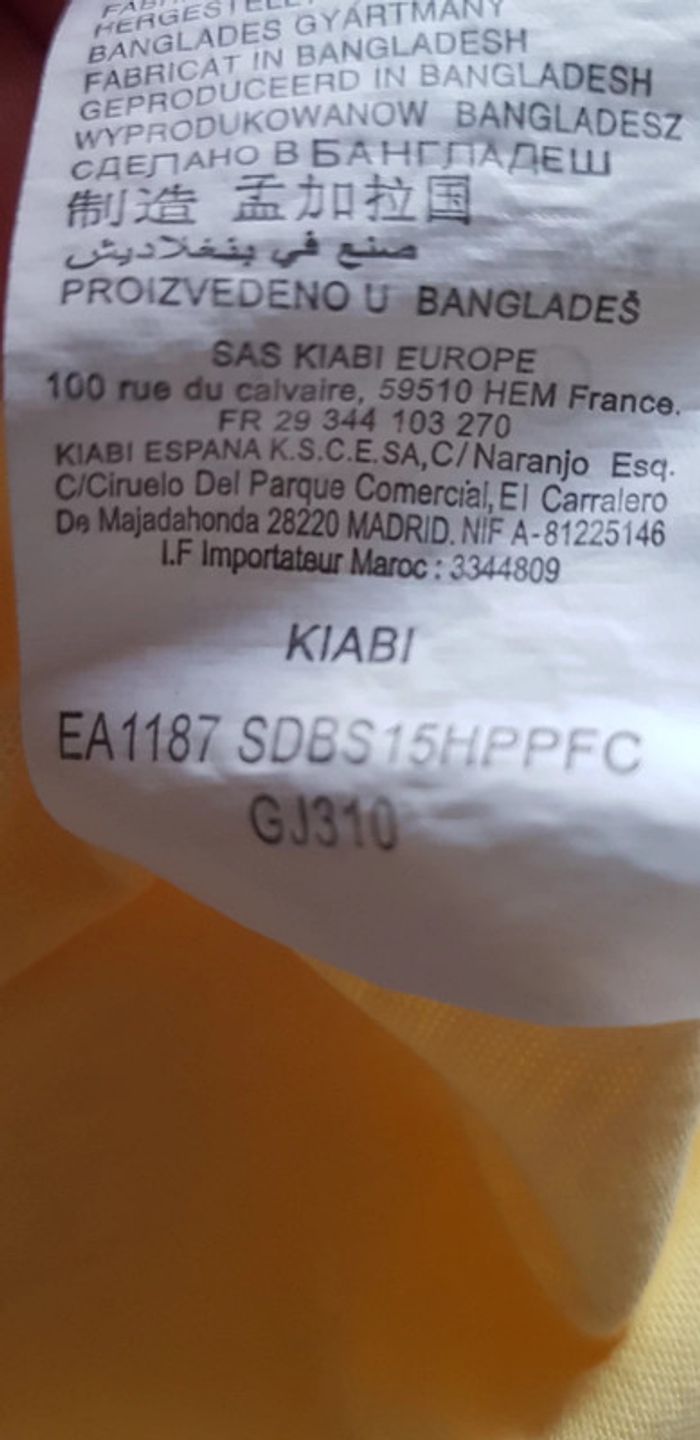 HERGESTELL
BANGLADES GYÁRTMÁNY
FABRICAT IN BANGLADESH
GEPRODUCEERD IN BANGLADESH
WYPRODUKOWANOW BANGLADESZ
СДЕЛАНО В БАНГЛАДЕШ
制造 孟加拉国
صنع في بنغلاديش
PROIZVEDENO U BANGLADEŠ
SAS KIABI EUROPE
100 rue du calvaire, 59510 HEM France.
FR 29 344 103 270
KIABI ESPANA K.S.C.E.SA,C/Naranjo Esq.
C/Ciruelo Del Parque Comercial, El Carralero
De Majadahonda 28220 MADRID. NIF A-81225146
I.F Importateur Maroc : 3344809
KIABI
EA1187 SDBS15HPPFC
GJ310